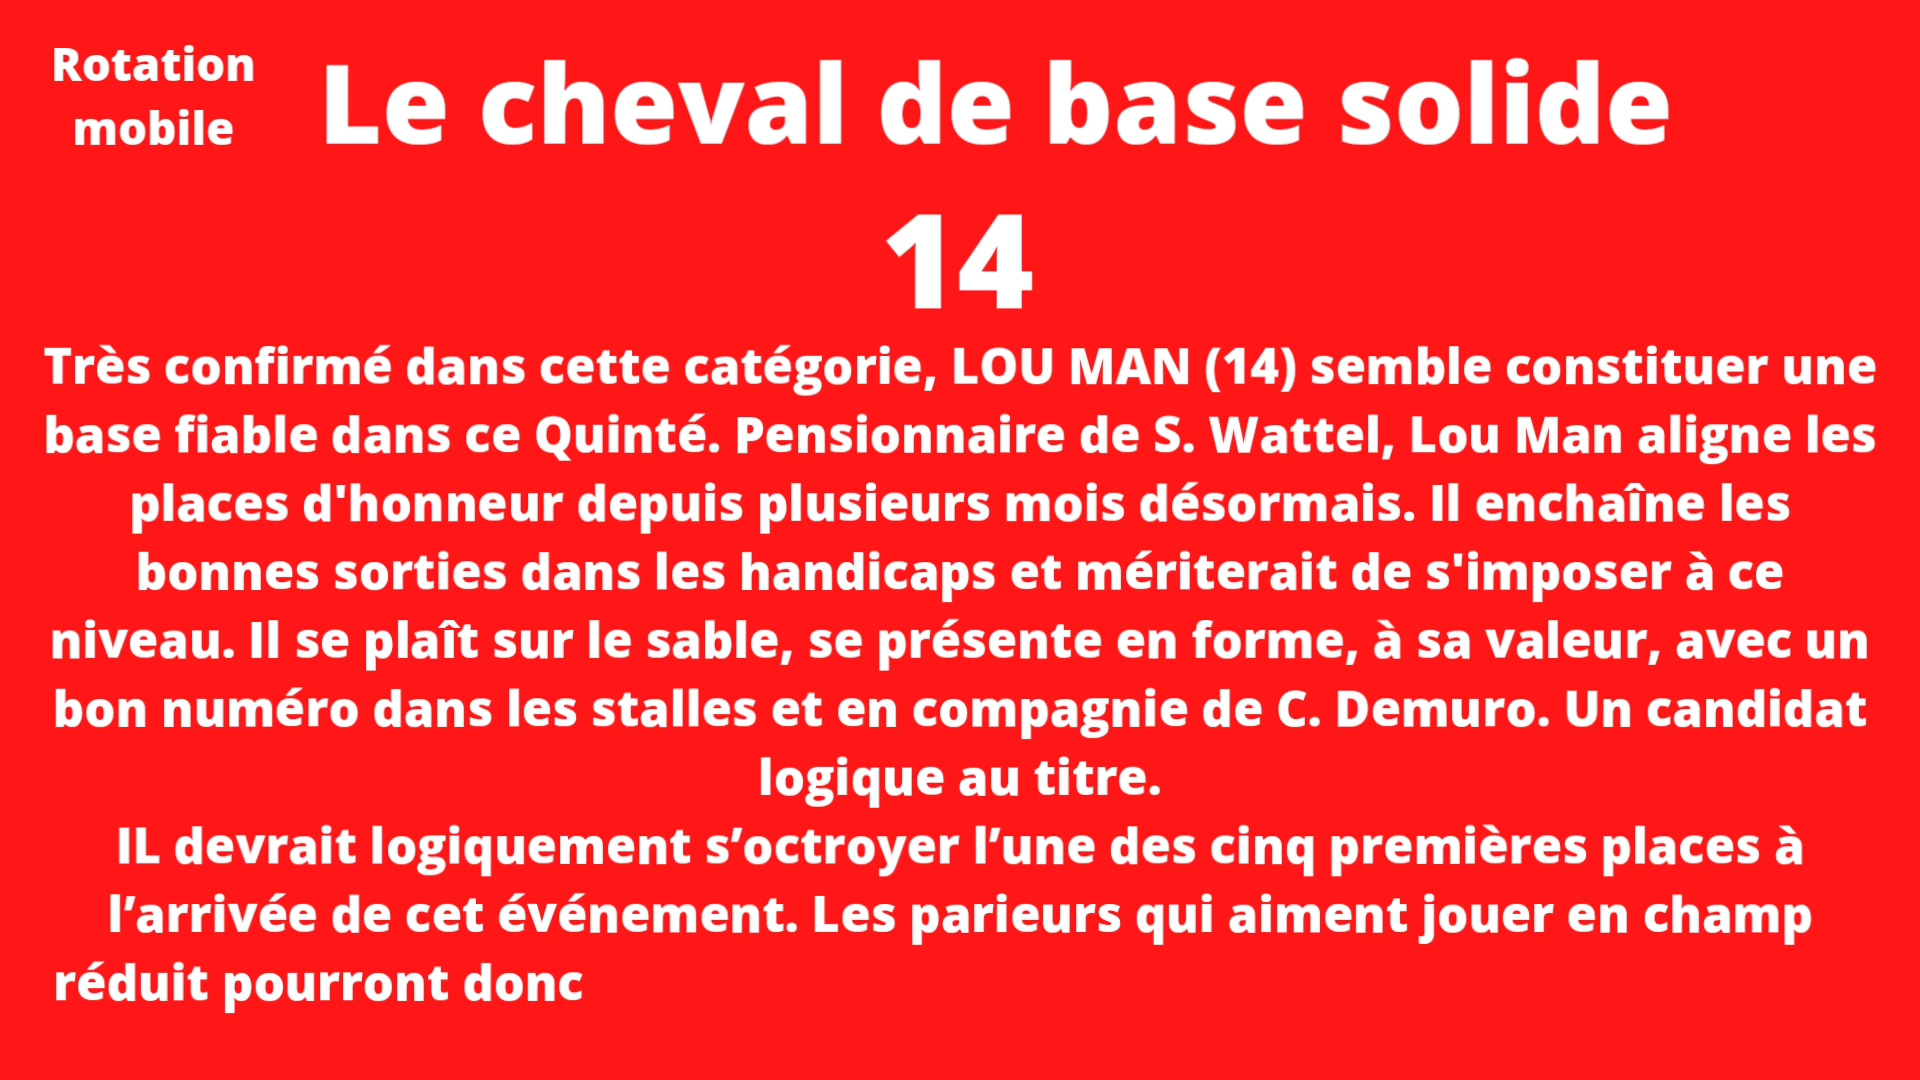 Rotation
mobile
Le cheval de base solide
14
Très confirmé dans cette catégorie, LOU MAN (14) semble constituer une
base fiable dans ce Quinté. Pensionnaire de S. Wattel, Lou Man aligne les
places d'honneur depuis plusieurs mois désormais. Il enchaîne les
bonnes sorties dans les handicaps et mériterait de s'imposer à ce
niveau. Il se plaît sur le sable, se présente en forme, à sa valeur, avec un
bon numéro dans les stalles et en compagnie de C. Demuro. Un candidat
logique au titre.
IL devrait logiquement s’octroyer l’une des cinq premières places à
l’arrivée de cet événement. Les parieurs qui aiment jouer en champ
réduit pourront donc